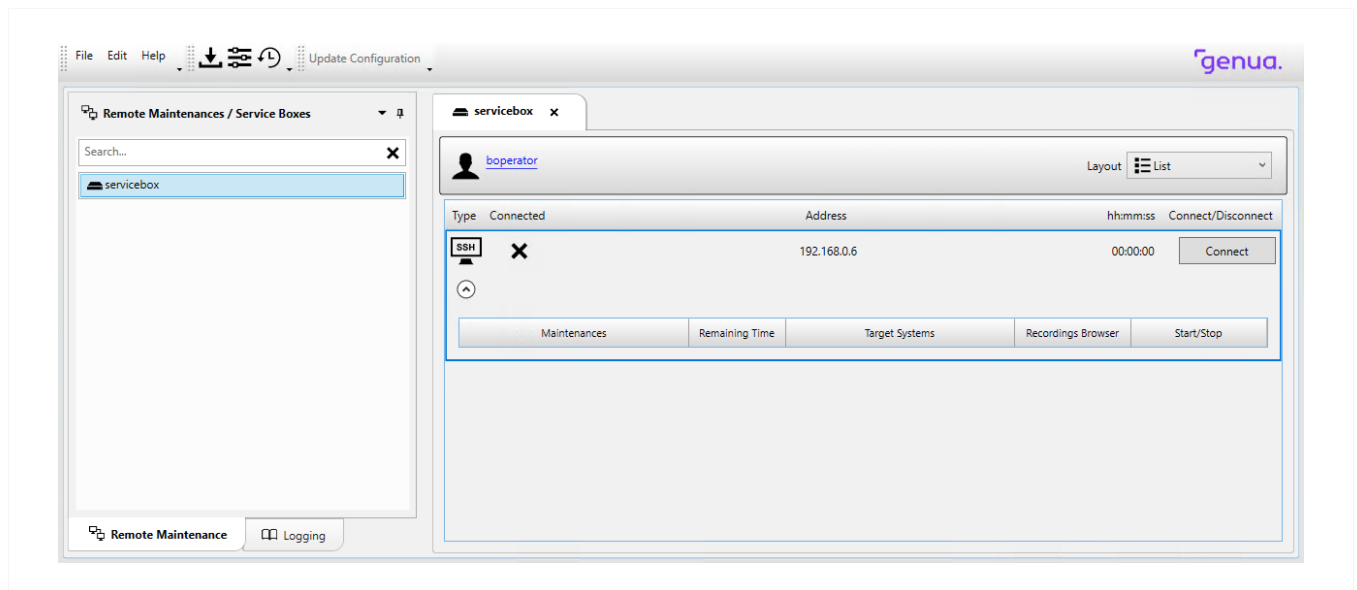 File Edit Help Update Configuration genua.
Remote Maintenances / Service Boxes
Search...
servicebox
servicebox
boperator
Layout List
Type Connected Address hh:mm:ss Connect/Disconnect
SSH 192.168.0.6 00:00:00 Connect
Maintenances Remaining Time Target Systems Recordings Browser Start/Stop
Remote Maintenance Logging